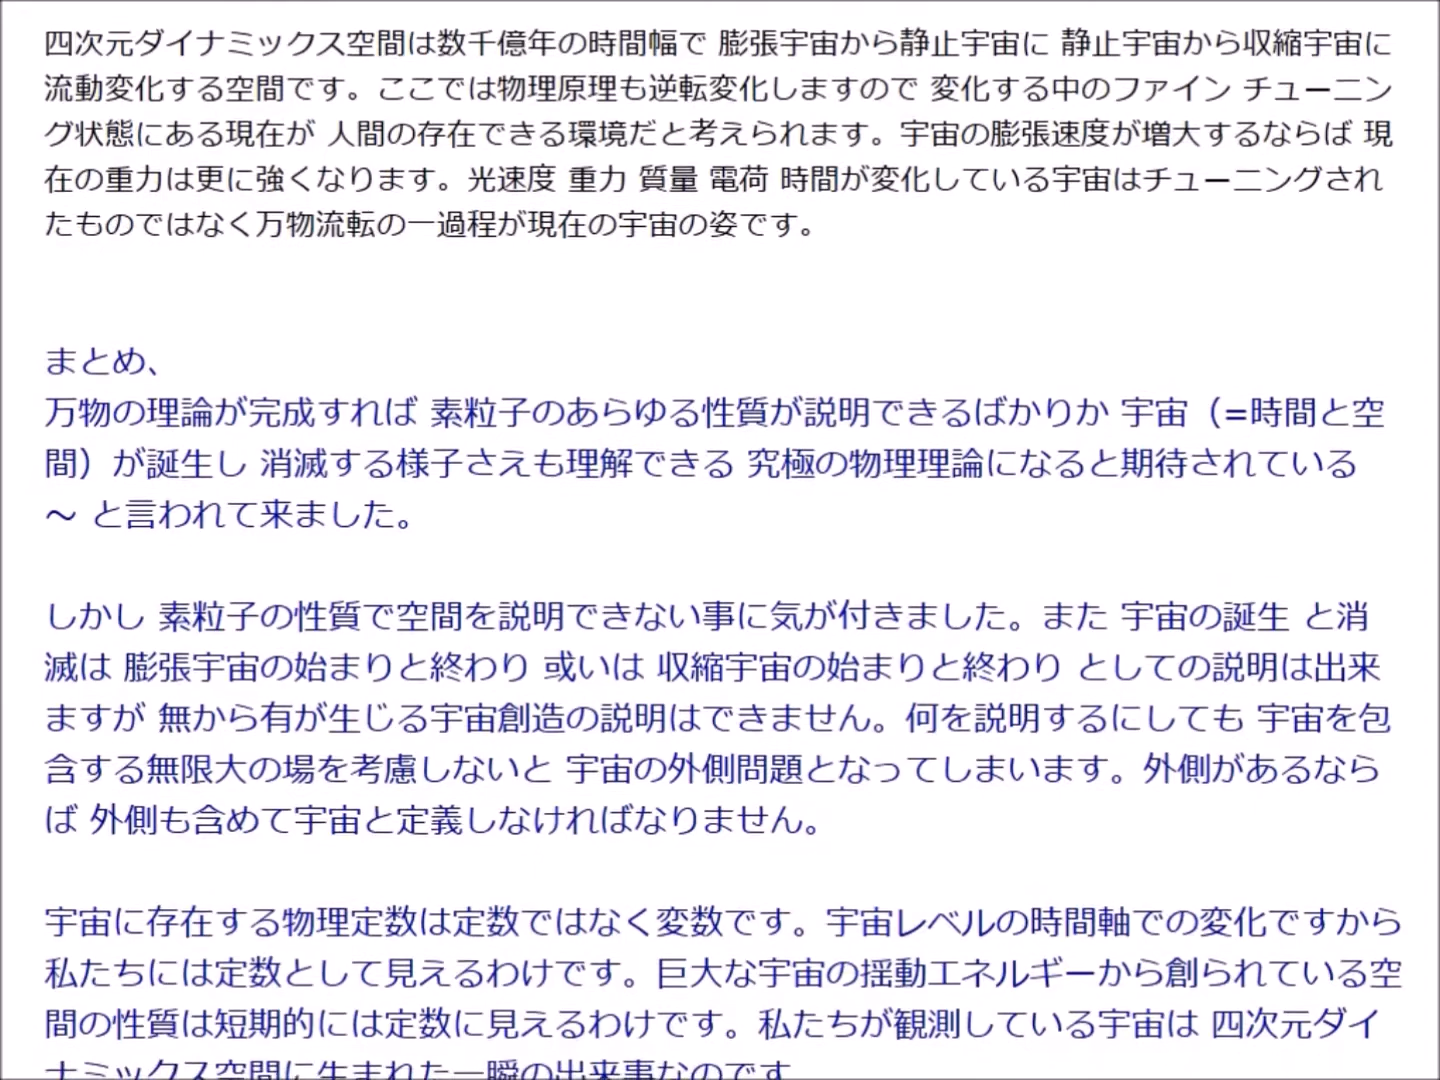 四次元ダイナミックス空間は数千億年の時間幅で 膨張宇宙から静止宇宙に 静止宇宙から収縮宇宙に
流動変化する空間です。ここでは物理原理も逆転変化しますので 変化する中のファイン チューニン
グ状態にある現在が 人間の存在できる環境だと考えられます。宇宙の膨張速度が増大するならば 現
在の重力は更に強くなります。光速度 重力 質量 電荷 時間が変化している宇宙はチューニングされ
たものではなく万物流転の一過程が現在の宇宙の姿です。
まとめ、
万物の理論が完成すれば 素粒子のあらゆる性質が説明できるばかりか 宇宙（=時間と空
間）が誕生し 消滅する様子さえも理解できる 究極の物理理論になると期待されている
～ と言われて来ました。
しかし 素粒子の性質で空間を説明できない事に気が付きました。また 宇宙の誕生 と消
滅は 膨張宇宙の始まりと終わり 或いは 収縮宇宙の始まりと終わり としての説明は出来
ますが 無から有が生じる宇宙創造の説明はできません。何を説明するにしても 宇宙を包
含する無限大の場を考慮しないと 宇宙の外側問題となってしまいます。外側があるなら
ば 外側も含めて宇宙と定義しなければなりません。
宇宙に存在する物理定数は定数ではなく変数です。宇宙レベルの時間軸での変化ですから
私たちには定数として見えるわけです。巨大な宇宙の揺動エネルギーから創られている空
間の性質は短期的には定数に見えるわけです。私たちが観測している宇宙は 四次元ダイ
ナミックス空間に生まれた一瞬の出来事なのです